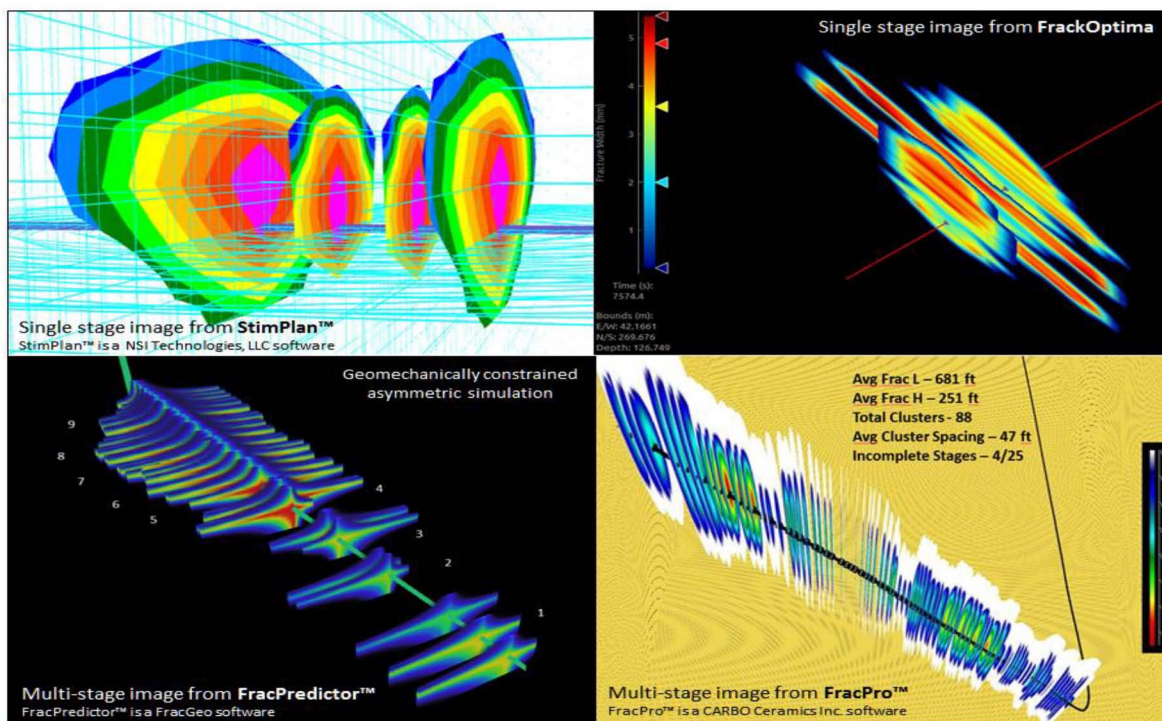 Single stage image from StimPlan™
StimPlan™ is a NSI Technologies, LLC software
Single stage image from FrackOptima
5
4
3
2
1
Fracture Width (mm)
Time (s):
7574.4
Bounds (m):
E/W: 42.1661
N/S: 269.676
Depth: 126.749
Geomechanically constrained
asymmetric simulation
9
8
7
6
5
4
3
2
1
Multi-stage image from FracPredictor™
FracPredictor™ is a FracGeo software
Avg Frac L – 681 ft
Avg Frac H – 251 ft
Total Clusters - 88
Avg Cluster Spacing – 47 ft
Incomplete Stages – 4/25
Multi-stage image from FracPro™
FracPro™ is a CARBO Ceramics Inc. software